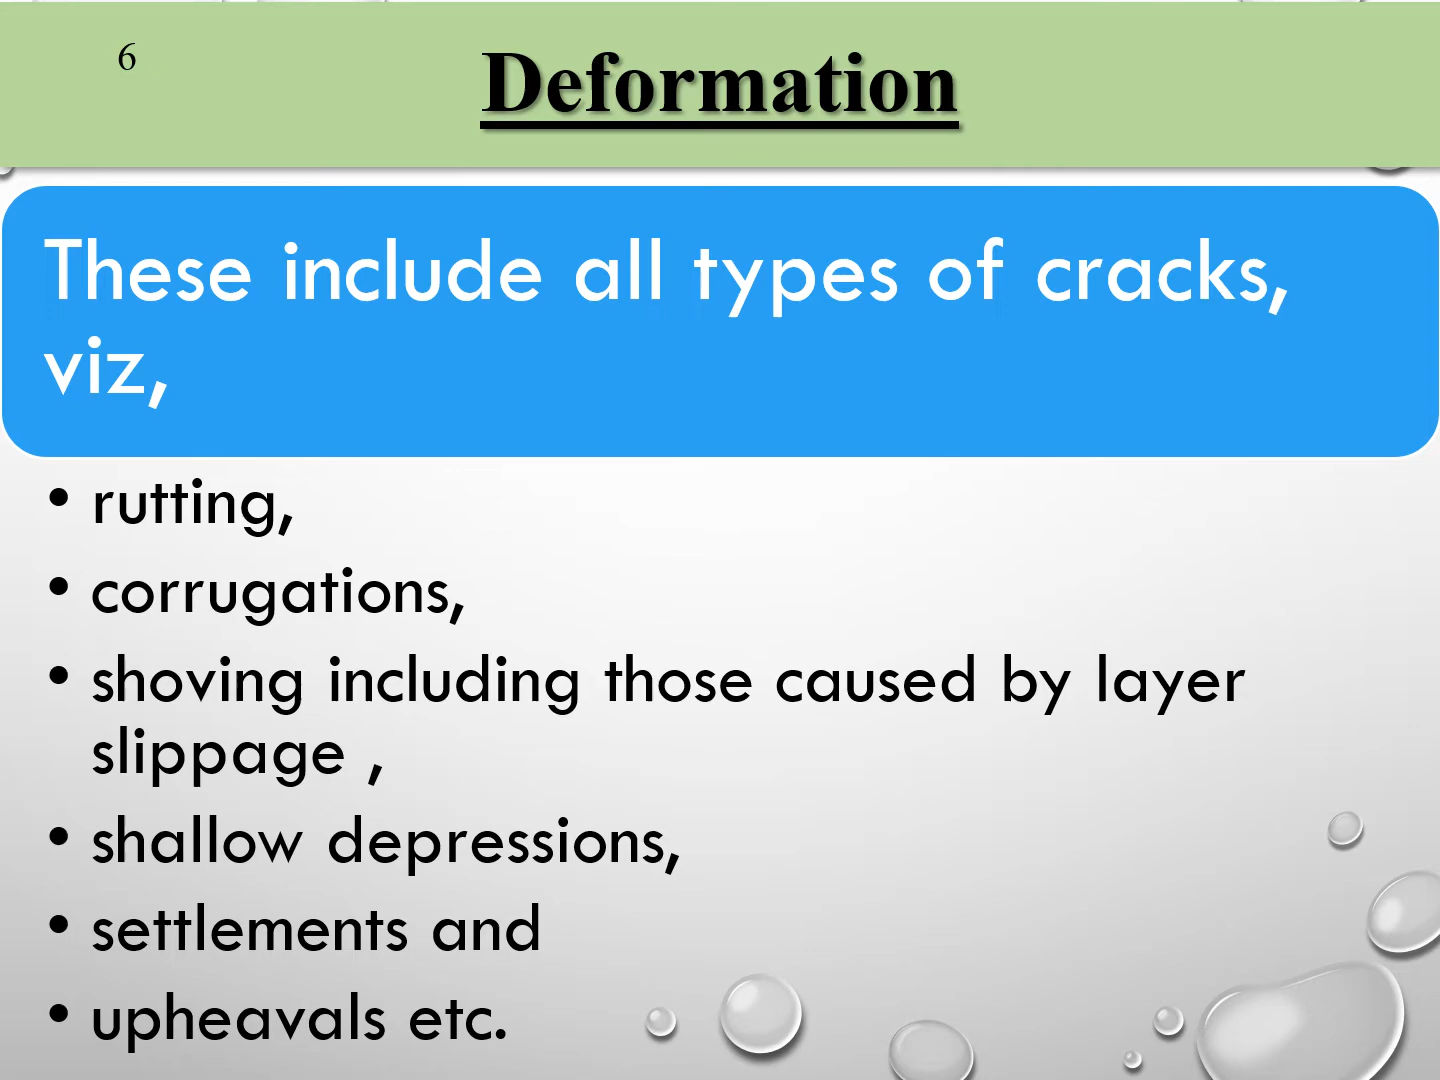 6
Deformation
These include all types of cracks,
viz,
• rutting,
• corrugations,
• shoving including those caused by layer
slippage ,
• shallow depressions,
• settlements and
• upheavals etc.